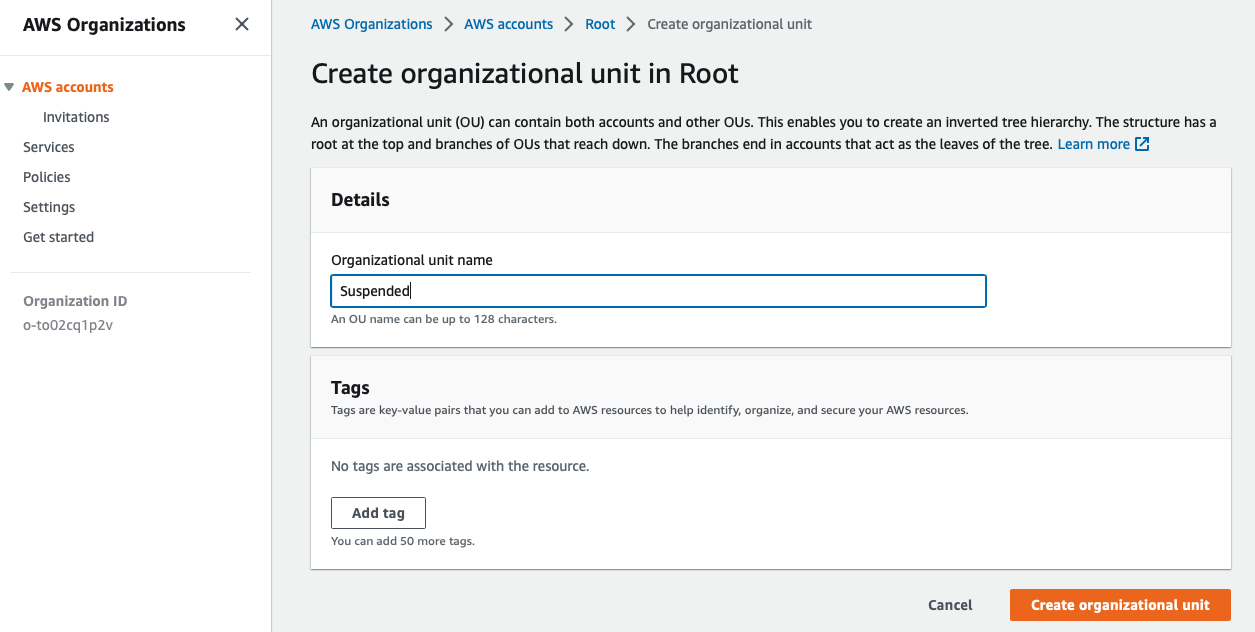 AWS Organizations
AWS accounts
Invitations
Services
Policies
Settings
Get started
Organization ID
o-to02cq1p2v
AWS Organizations > AWS accounts > Root > Create organizational unit
Create organizational unit in Root
An organizational unit (OU) can contain both accounts and other OUs. This enables you to create an inverted tree hierarchy. The structure has a
root at the top and branches of OUs that reach down. The branches end in accounts that act as the leaves of the tree. Learn more
Details
Organizational unit name
Suspended
An OU name can be up to 128 characters.
Tags
Tags are key-value pairs that you can add to AWS resources to help identify, organize, and secure your AWS resources.
No tags are associated with the resource.
Add tag
You can add 50 more tags.
Cancel
Create organizational unit